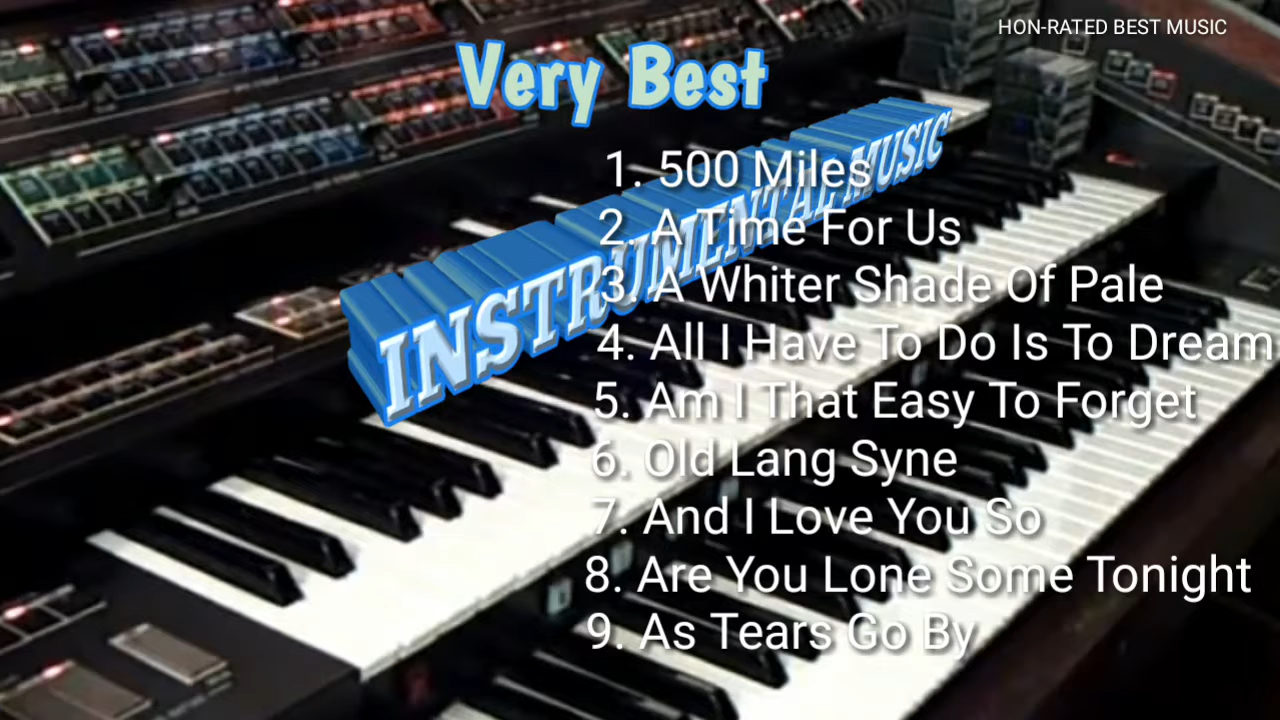 HON-RATED BEST MUSIC
Very Best
INSTRUMENTAL MUSIC
1. 500 Miles
2. A Time For Us
3. A Whiter Shade Of Pale
4. All I Have To Do Is To Dream
5. Am I That Easy To Forget
6. Old Lang Syne
7. And I Love You So
8. Are You Lone Some Tonight
9. As Tears Go By